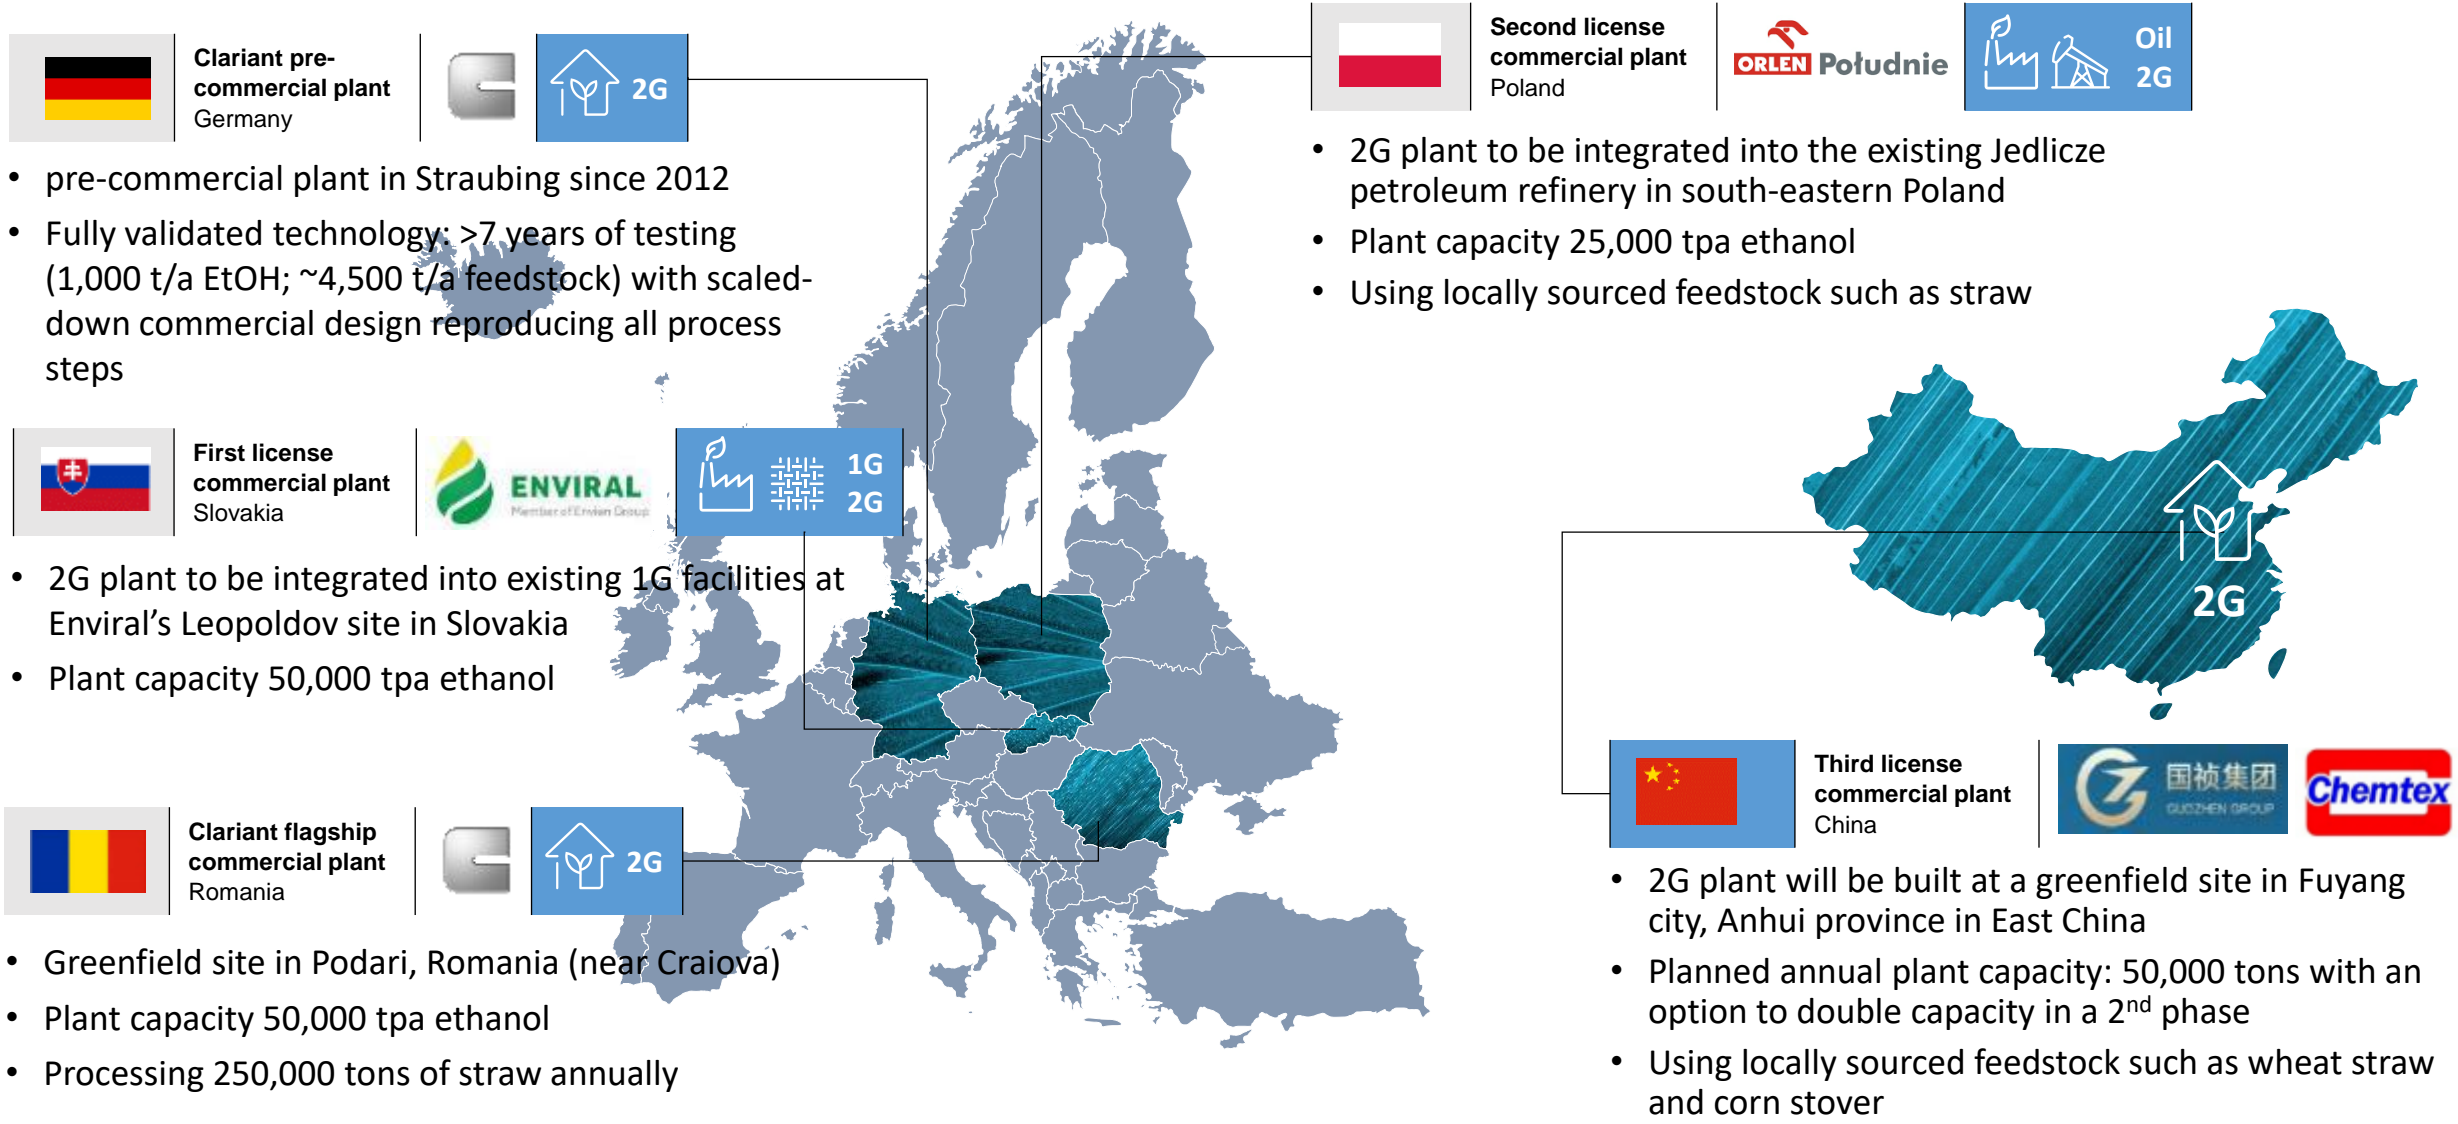 Clariant pre-
commercial plant
Germany
2G
• pre-commercial plant in Straubing since 2012
• Fully validated technology: >7 years of testing
(1,000 t/a EtOH; ~4,500 t/a feedstock) with scaled-
down commercial design reproducing all process
steps
First license
commercial plant
Slovakia
ENVIRAL
Member of Envien Group
1G
2G
• 2G plant to be integrated into existing 1G facilities at
Enviral’s Leopoldov site in Slovakia
• Plant capacity 50,000 tpa ethanol
Clariant flagship
commercial plant
Romania
2G
• Greenfield site in Podari, Romania (near Craiova)
• Plant capacity 50,000 tpa ethanol
• Processing 250,000 tons of straw annually
Second license
commercial plant
Poland
ORLEN Południe
Oil
2G
• 2G plant to be integrated into the existing Jedlicze
petroleum refinery in south-eastern Poland
• Plant capacity 25,000 tpa ethanol
• Using locally sourced feedstock such as straw
2G
Third license
commercial plant
China
国祯集团
GUOZHEN GROUP
Chemtex
• 2G plant will be built at a greenfield site in Fuyang
city, Anhui province in East China
• Planned annual plant capacity: 50,000 tons with an
option to double capacity in a 2nd phase
• Using locally sourced feedstock such as wheat straw
and corn stover